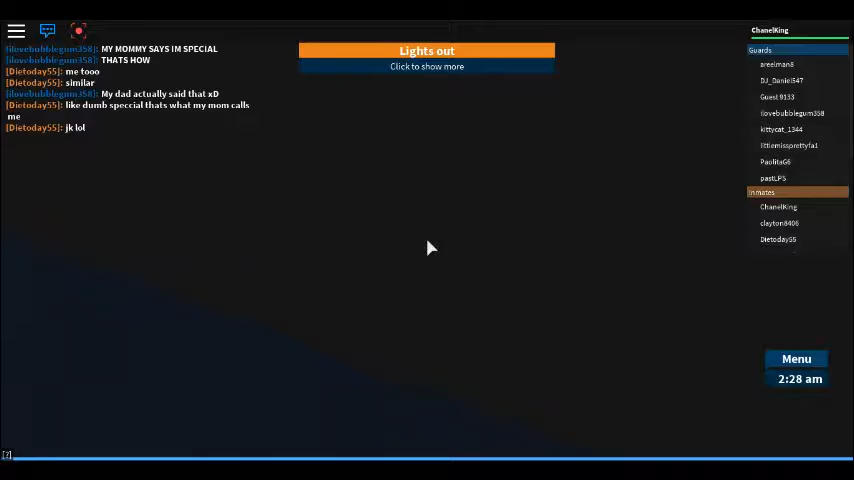 [ilovebubblegum358]: MY MOMMY SAYS IM SPECIAL
[ilovebubblegum358]: THATS HOW
[Dietoday55]: me tooo
[Dietoday55]: similar
[ilovebubblegum358]: My dad actually said that xD
[Dietoday55]: like dumb speccial thats what my mom calls
me
[Dietoday55]: jk lol
Lights out
Click to show more
ChanelKing
Guards
areelman8
DJ_Daniel547
Guest 9133
ilovebubblegum358
kittycat_1344
littlemissprettyfa1
PaolitaG6
pastLPS
Inmates
ChanelKing
clayton8406
Dietoday55
Menu
2:28 am
[?]